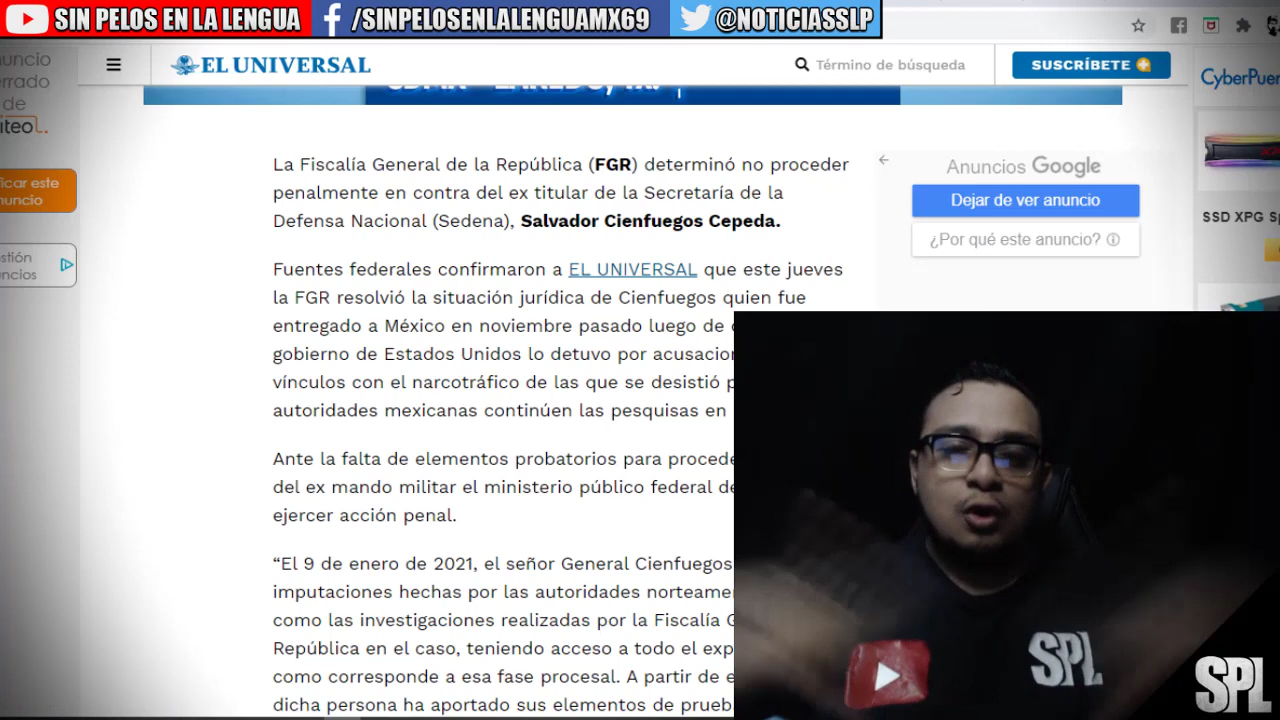 SIN PELOS EN LA LENGUA
/SINPELOSENLALENGUAMX69
@NOTICIASSLP
EL UNIVERSAL
Término de búsqueda
SUSCRÍBETE
La Fiscalía General de la República (FGR) determinó no proceder
penalmente en contra del ex titular de la Secretaría de la
Defensa Nacional (Sedena), Salvador Cienfuegos Cepeda.
Fuentes federales confirmaron a EL UNIVERSAL que este jueves
la FGR resolvió la situación jurídica de Cienfuegos quien fue
entregado a México en noviembre pasado luego de
gobierno de Estados Unidos lo detuvo por
vínculos con el narcotráfico de las que se desistió
autoridades mexicanas continúen las pesquisas en
Ante la falta de elementos probatorios para
del ex mando militar el ministerio público federal
ejercer acción penal.
“El 9 de enero de 2021, el señor General Cienfuegos
imputaciones hechas por las autoridades
como las investigaciones realizadas por la Fiscalía
República en el caso, teniendo acceso a todo el
como corresponde a esa fase procesal. A partir de
dicha persona ha aportado sus elementos de
Anuncios Google
Dejar de ver anuncio
¿Por qué este anuncio?
SSD XPG
SPL
SPL